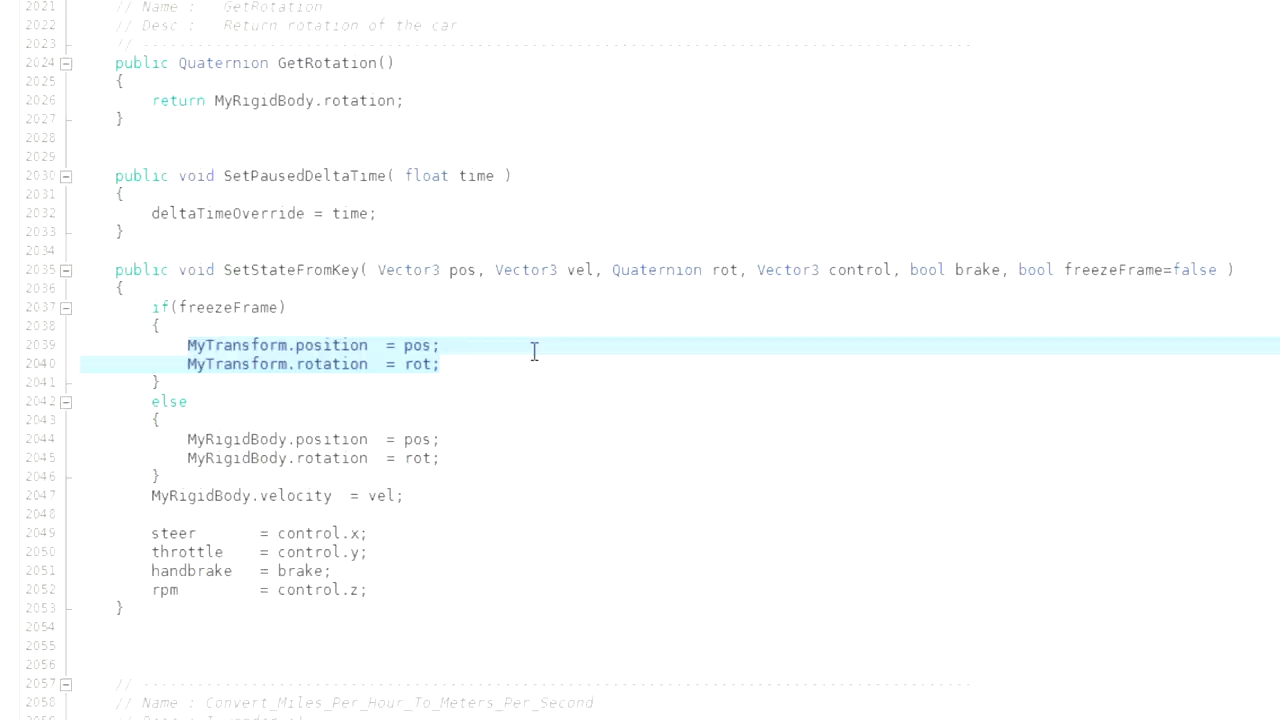 2021 // Name : GetRotation
2022 // Desc : Return rotation of the car
2023 // --------------------------------------------------------------------------------------------
2024 public Quaternion GetRotation()
2025 {
2026 return MyRigidBody.rotation;
2027 }
2028
2029
2030 public void SetPausedDeltaTime( float time )
2031 {
2032 deltaTimeOverride = time;
2033 }
2034
2035 public void SetStateFromKey( Vector3 pos, Vector3 vel, Quaternion rot, Vector3 control, bool brake, bool freezeFrame=false )
2036 {
2037 if(freezeFrame)
2038 {
2039 MyTransform.position = pos;
2040 MyTransform.rotation = rot;
2041 }
2042 else
2043 {
2044 MyRigidBody.position = pos;
2045 MyRigidBody.rotation = rot;
2046 }
2047 MyRigidBody.velocity = vel;
2048
2049 steer = control.x;
2050 throttle = control.y;
2051 handbrake = brake;
2052 rpm = control.z;
2053 }
2054
2055
2056
2057 // --------------------------------------------------------------------------------------------
2058 // Name : Convert_Miles_Per_Hour_To_Meters_Per_Second